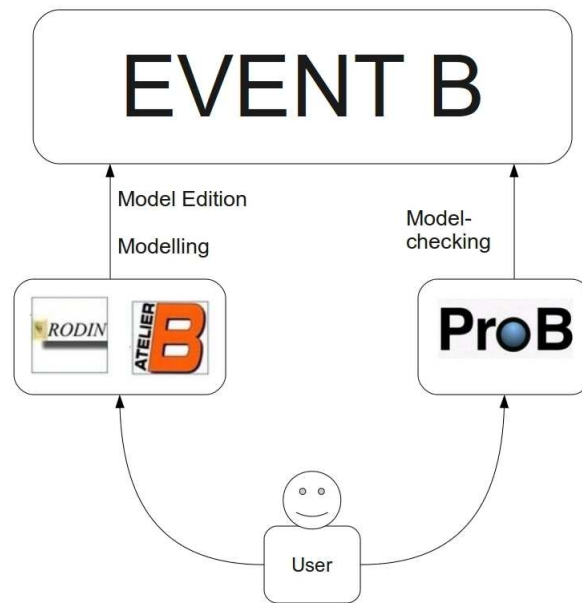 EVENT B
Model Edition
Modelling
Model-
checking
RODIN
ATELIER
B
ProB
User